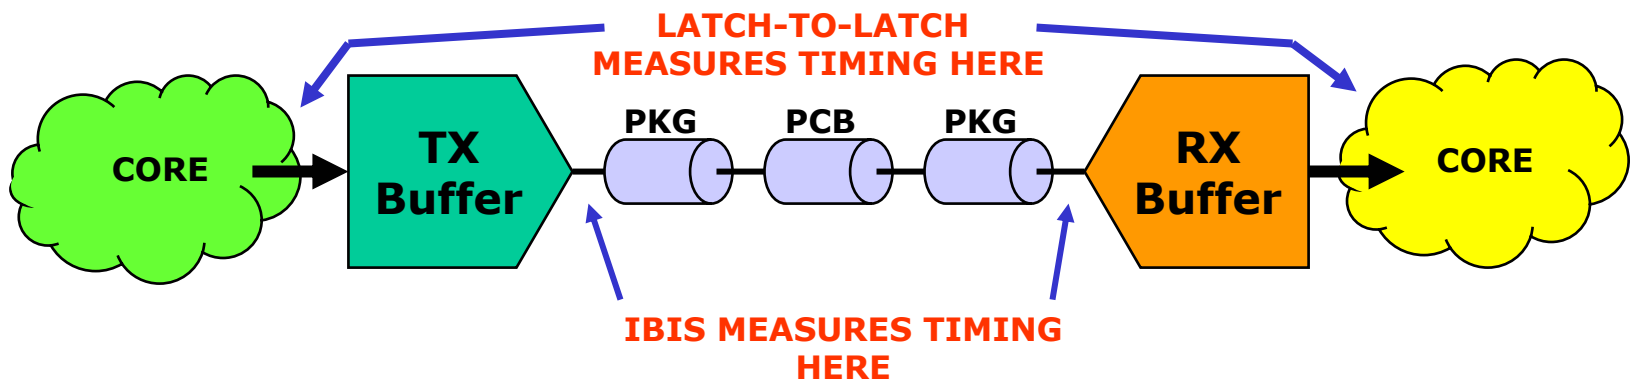 LATCH-TO-LATCH
MEASURES TIMING HERE
PKG
PCB
PKG
CORE
TX
Buffer
RX
Buffer
CORE
IBIS MEASURES TIMING
HERE